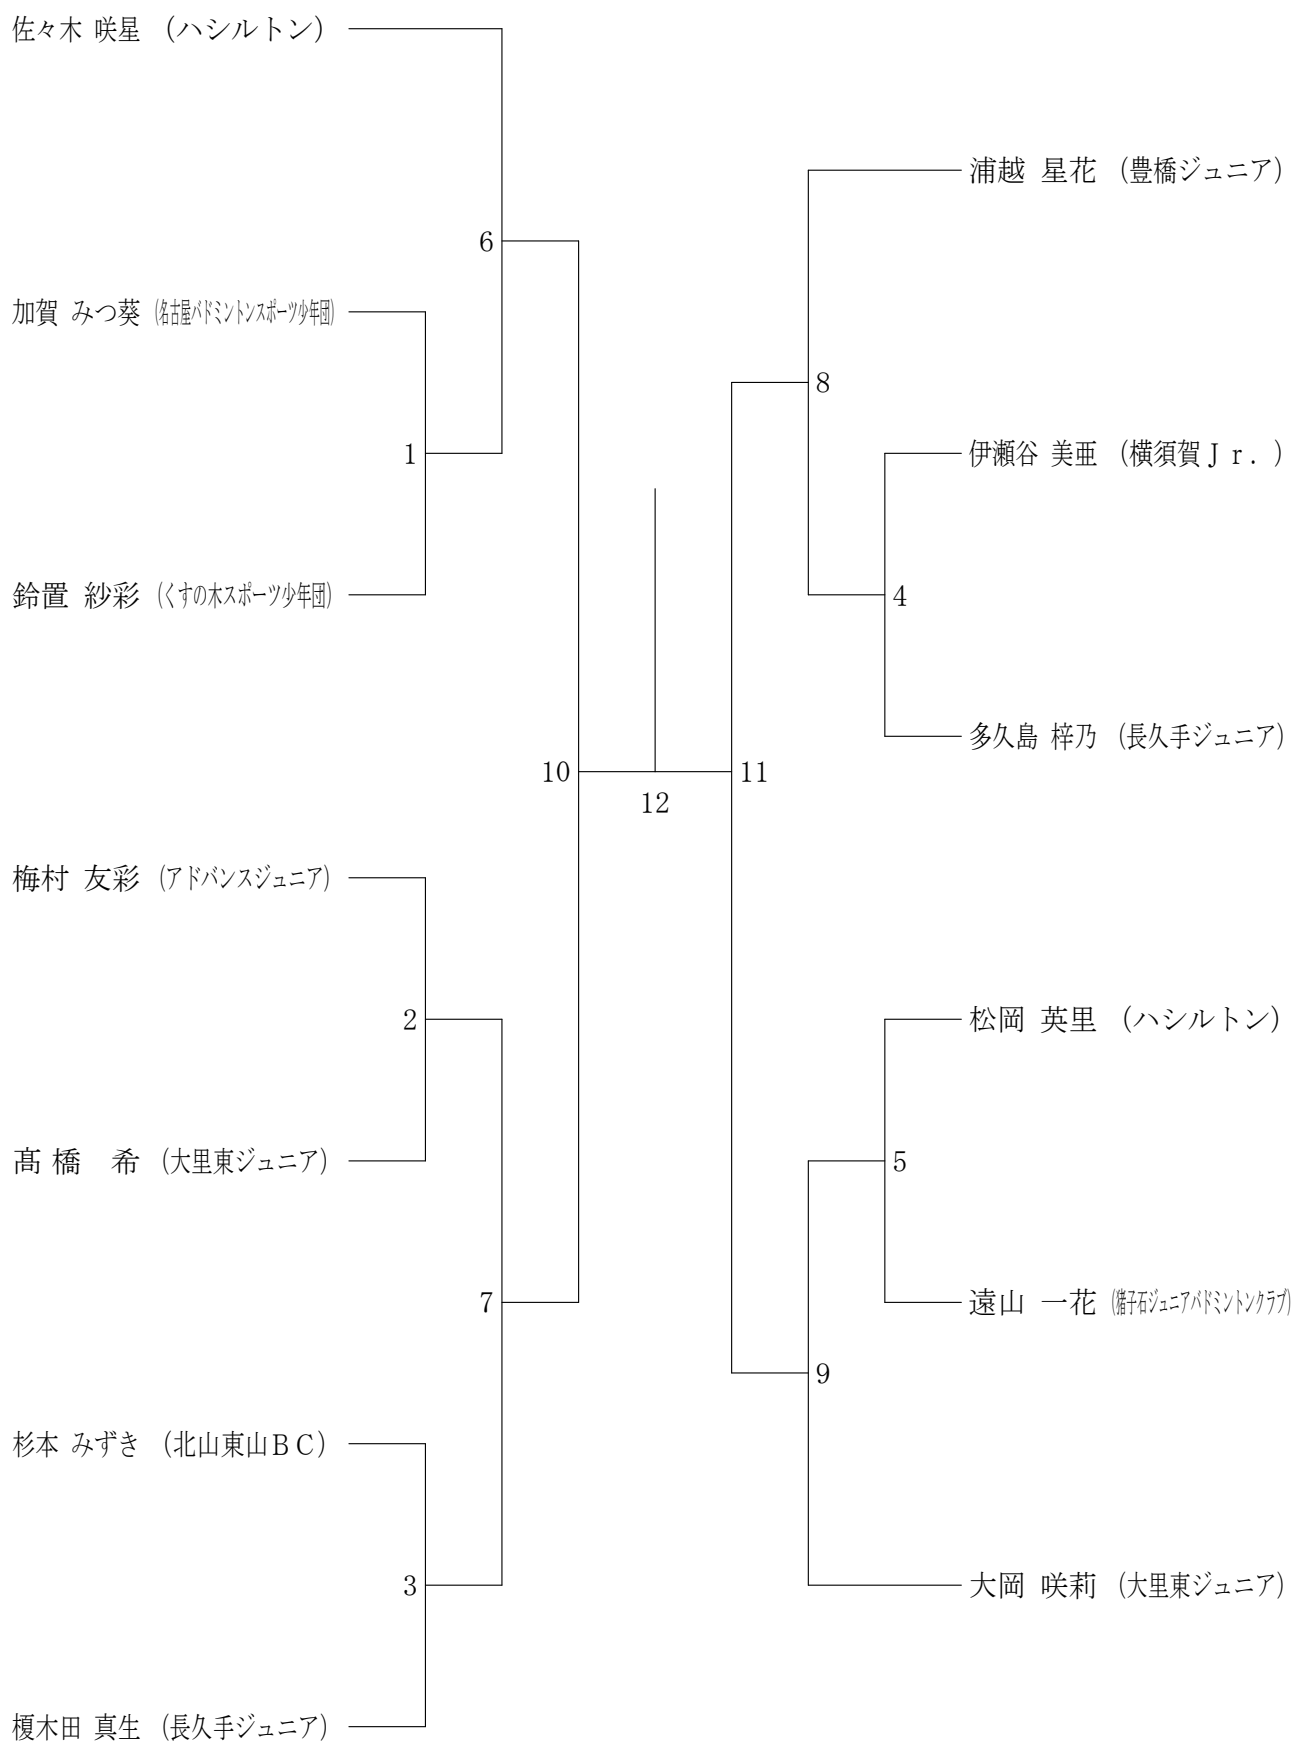 佐々木 咲星 (ハシルトン)
6
加賀 みつ葵 (名古屋バドミントンスポーツ少年団)
1
鈴置 紗彩 (くすの木スポーツ少年団)
10
梅村 友彩 (アドバンスジュニア)
2
髙橋 希 (大里東ジュニア)
7
杉本 みずき (北山東山BC)
3
榎木田 真生 (長久手ジュニア)
12
浦越 星花 (豊橋ジュニア)
8
伊瀬谷 美亜 (横須賀Jr.)
4
多久島 梓乃 (長久手ジュニア)
11
松岡 英里 (ハシルトン)
5
遠山 一花 (猪子石ジュニアバドミントンクラブ)
9
大岡 咲莉 (大里東ジュニア)